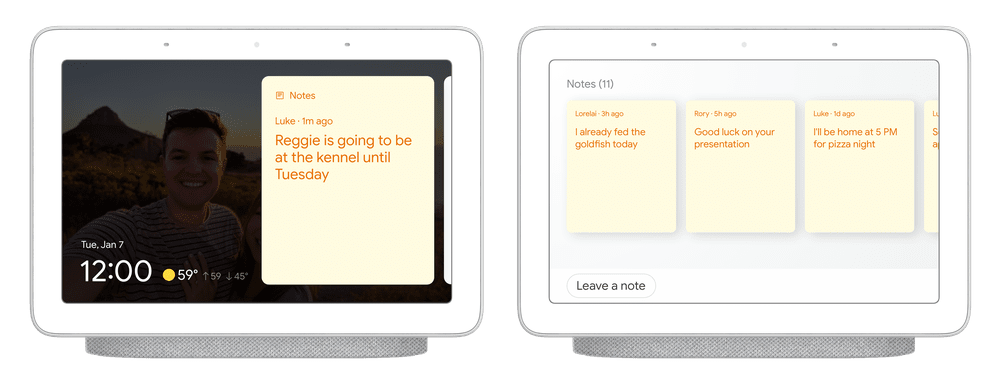 Notes
Luke · 1m ago
Reggie is going to be
at the kennel until
Tuesday
Tue, Jan 7
12:00
59° ↑59 ↓45°
Notes (11)
Lorelai · 3h ago
I already fed the
goldfish today
Rory · 5h ago
Good luck on your
presentation
Luke · 1d ago
I'll be home at 5 PM
for pizza night
Leave a note